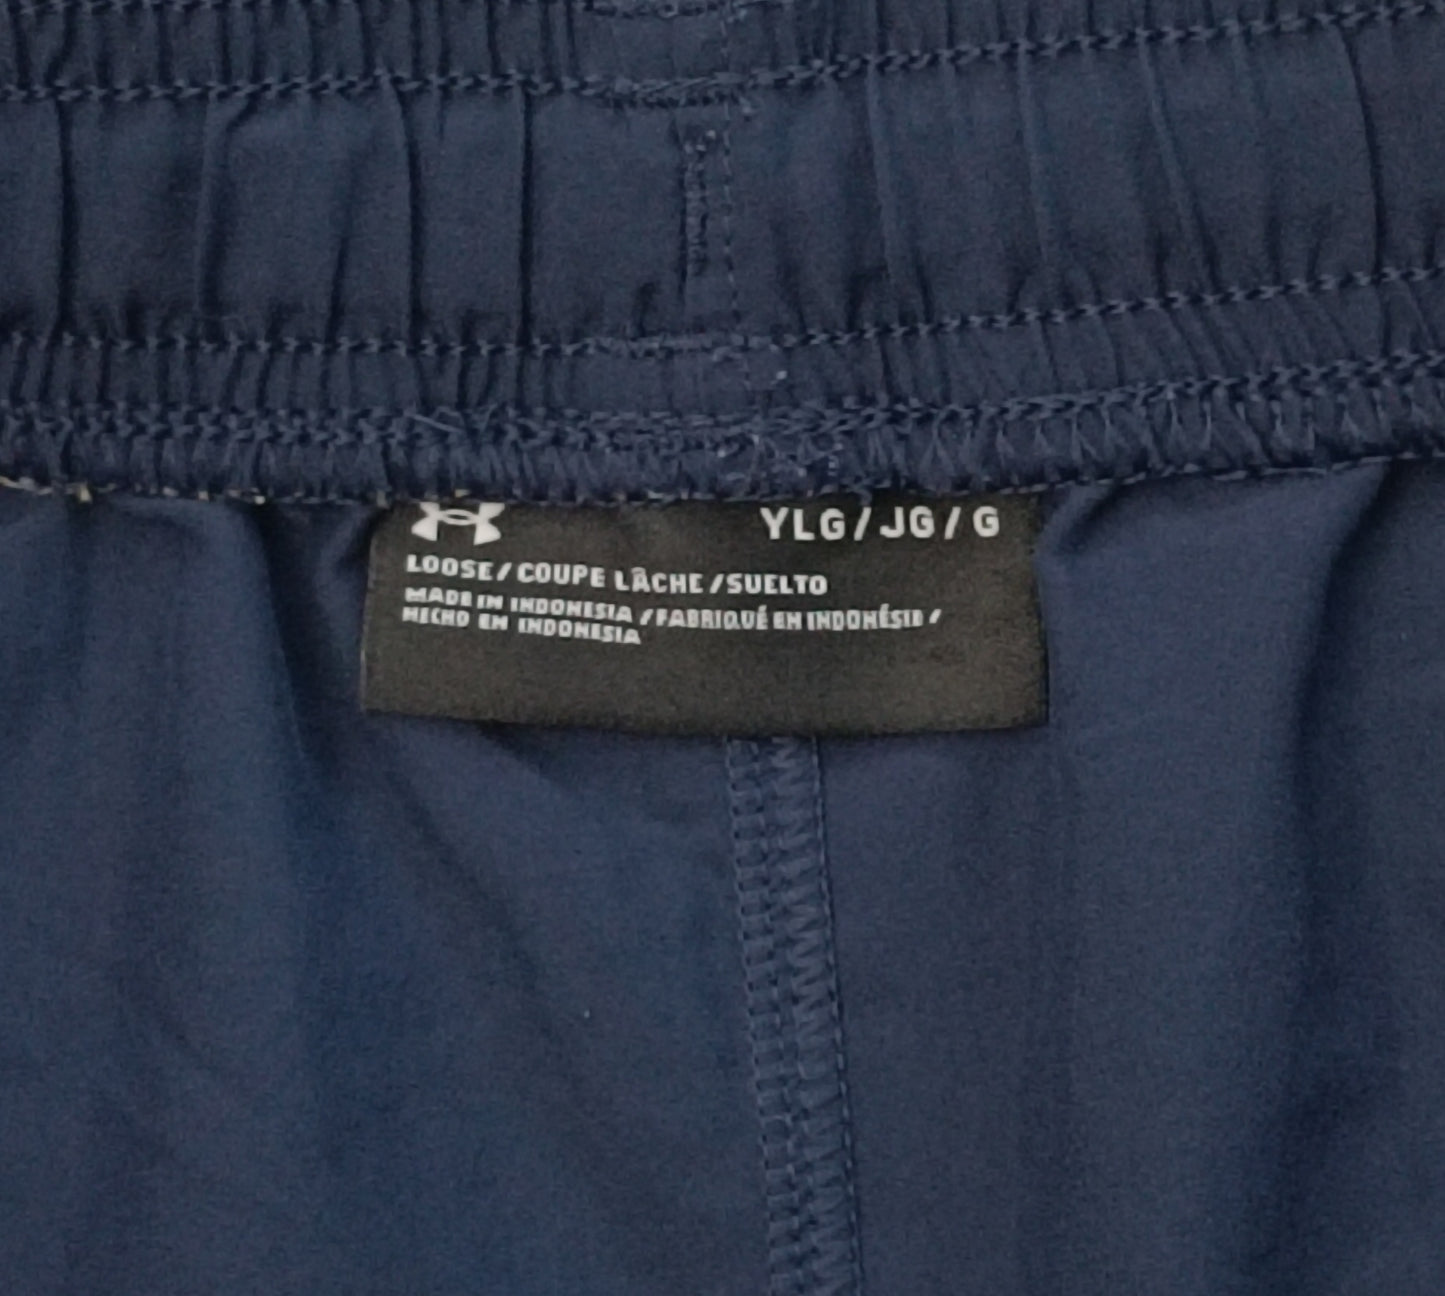 YLG / JG / G
LOOSE / COUPE LÂCHE / SUELTO
MADE IN INDONESIA / FABRIQUÉ EN INDONÉSIE /
HECHO EN INDONESIA